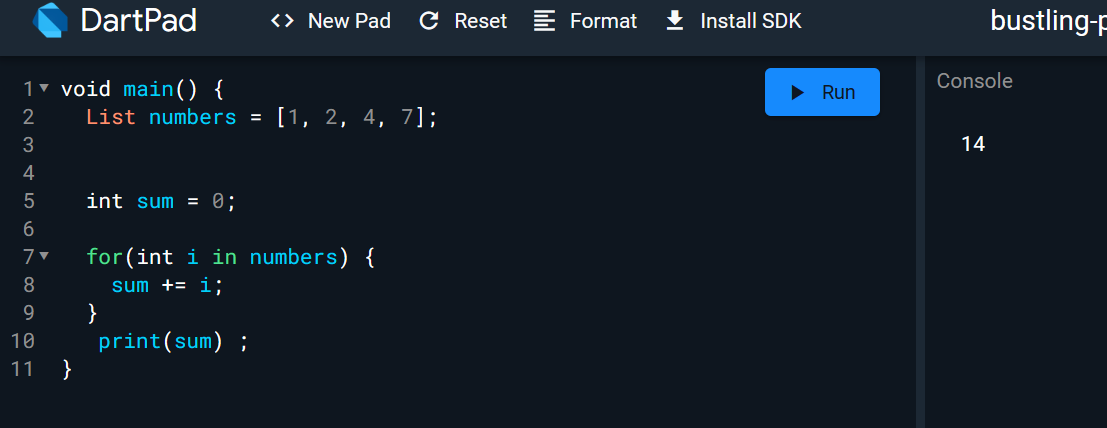 DartPad <> New Pad Reset Format Install SDK bustling-p
1 void main() {
Run
Console
2 List numbers = [1, 2, 4, 7];
3
14
4
5 int sum = 0;
6
7 for(int i in numbers) {
8 sum += i;
9 }
10 print(sum) ;
11 }